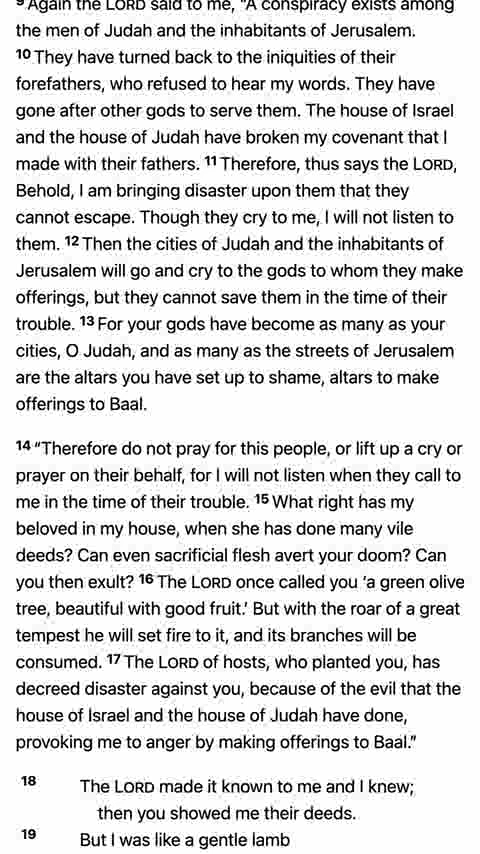 9 Again the LORD said to me, “A conspiracy exists among
the men of Judah and the inhabitants of Jerusalem.
10 They have turned back to the iniquities of their
forefathers, who refused to hear my words. They have
gone after other gods to serve them. The house of Israel
and the house of Judah have broken my covenant that I
made with their fathers. 11 Therefore, thus says the LORD,
Behold, I am bringing disaster upon them that they
cannot escape. Though they cry to me, I will not listen to
them. 12 Then the cities of Judah and the inhabitants of
Jerusalem will go and cry to the gods to whom they make
offerings, but they cannot save them in the time of their
trouble. 13 For your gods have become as many as your
cities, O Judah, and as many as the streets of Jerusalem
are the altars you have set up to shame, altars to make
offerings to Baal.
14 “Therefore do not pray for this people, or lift up a cry or
prayer on their behalf, for I will not listen when they call to
me in the time of their trouble. 15 What right has my
beloved in my house, when she has done many vile
deeds? Can even sacrificial flesh avert your doom? Can
you then exult? 16 The LORD once called you ‘a green olive
tree, beautiful with good fruit.’ But with the roar of a great
tempest he will set fire to it, and its branches will be
consumed. 17 The LORD of hosts, who planted you, has
decreed disaster against you, because of the evil that the
house of Israel and the house of Judah have done,
provoking me to anger by making offerings to Baal.”
18 The LORD made it known to me and I knew;
then you showed me their deeds.
19 But I was like a gentle lamb